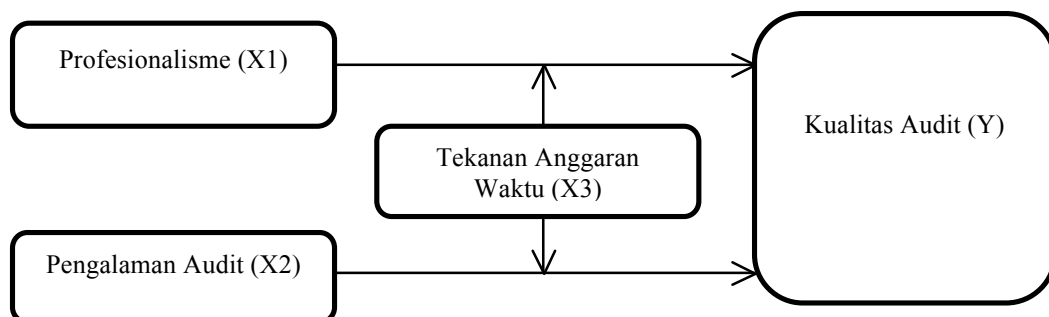 Profesionalisme (X1)
Kualitas Audit (Y)
Tekanan Anggaran
Waktu (X3)
Pengalaman Audit (X2)